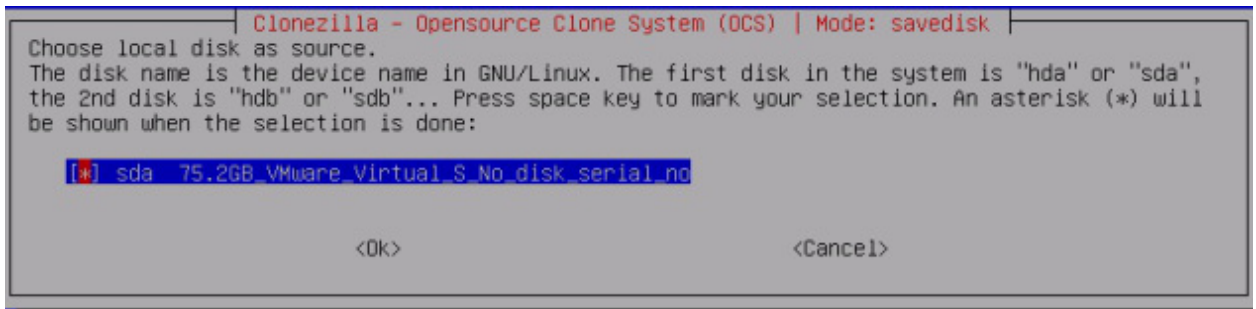 Clonezilla - Opensource Clone System (OCS) | Mode: savedisk
Choose local disk as source.
The disk name is the device name in GNU/Linux. The first disk in the system is "hda" or "sda",
the 2nd disk is "hdb" or "sdb"... Press space key to mark your selection. An asterisk (*) will
be shown when the selection is done:
[*] sda  75.2GB_VMware_Virtual_S_No_disk_serial_no
<Ok> <Cancel>